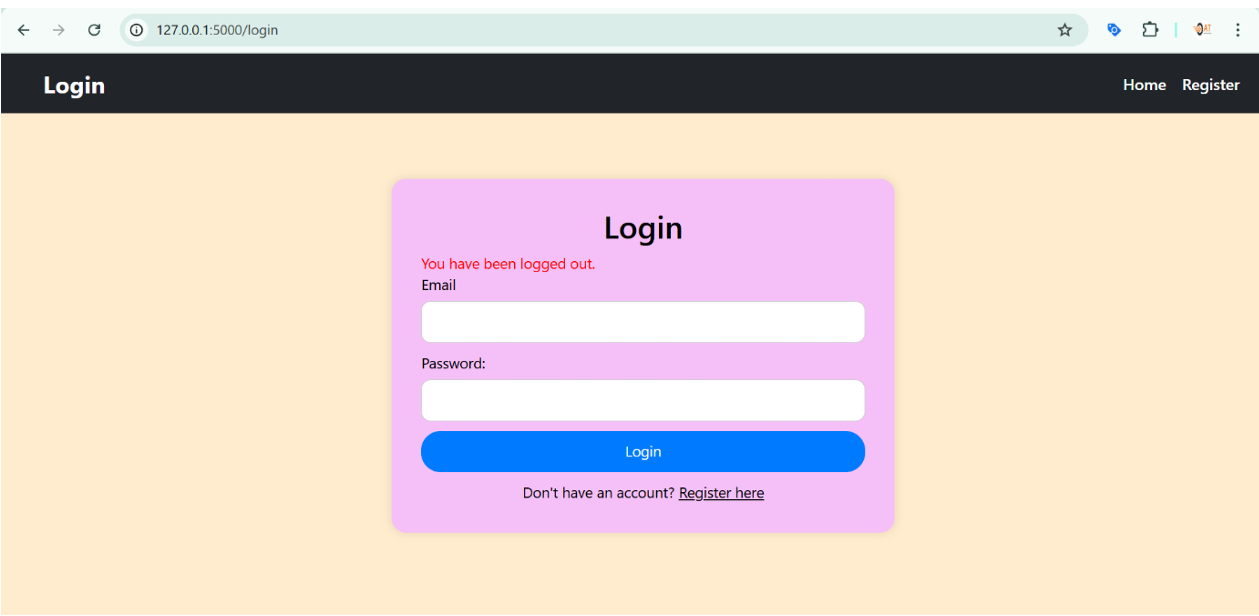 127.0.0.1:5000/login
Login Home Register
Login
You have been logged out.
Email
Password:
Login
Don't have an account? Register here